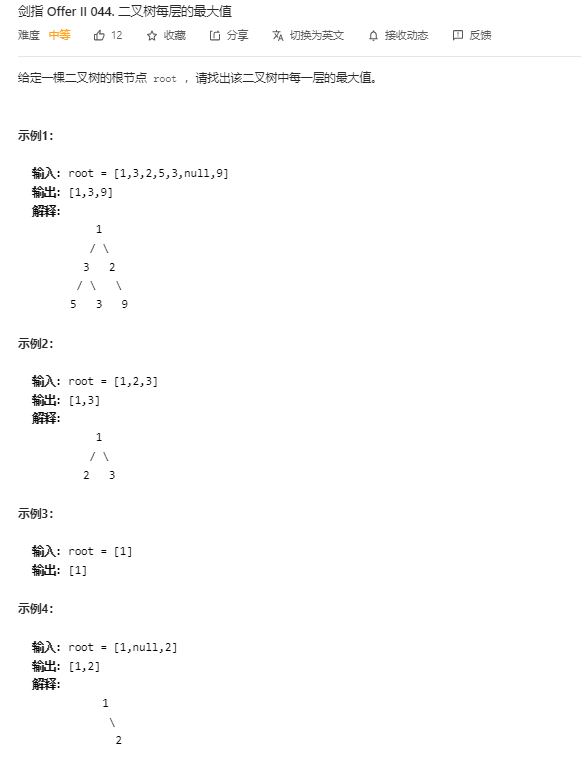 剑指 Offer II 044. 二叉树每层的最大值
难度 中等 12 收藏 分享 切换为英文 接收动态 反馈
给定一棵二叉树的根节点 root ，请找出该二叉树中每一层的最大值。
示例1：
输入: root = [1,3,2,5,3,null,9]
输出: [1,3,9]
解释:
1
/ \
3 2
/ \ \
5 3 9
示例2：
输入: root = [1,2,3]
输出: [1,3]
解释:
1
/ \
2 3
示例3：
输入: root = [1]
输出: [1]
示例4：
输入: root = [1,null,2]
输出: [1,2]
解释:
1
\
2